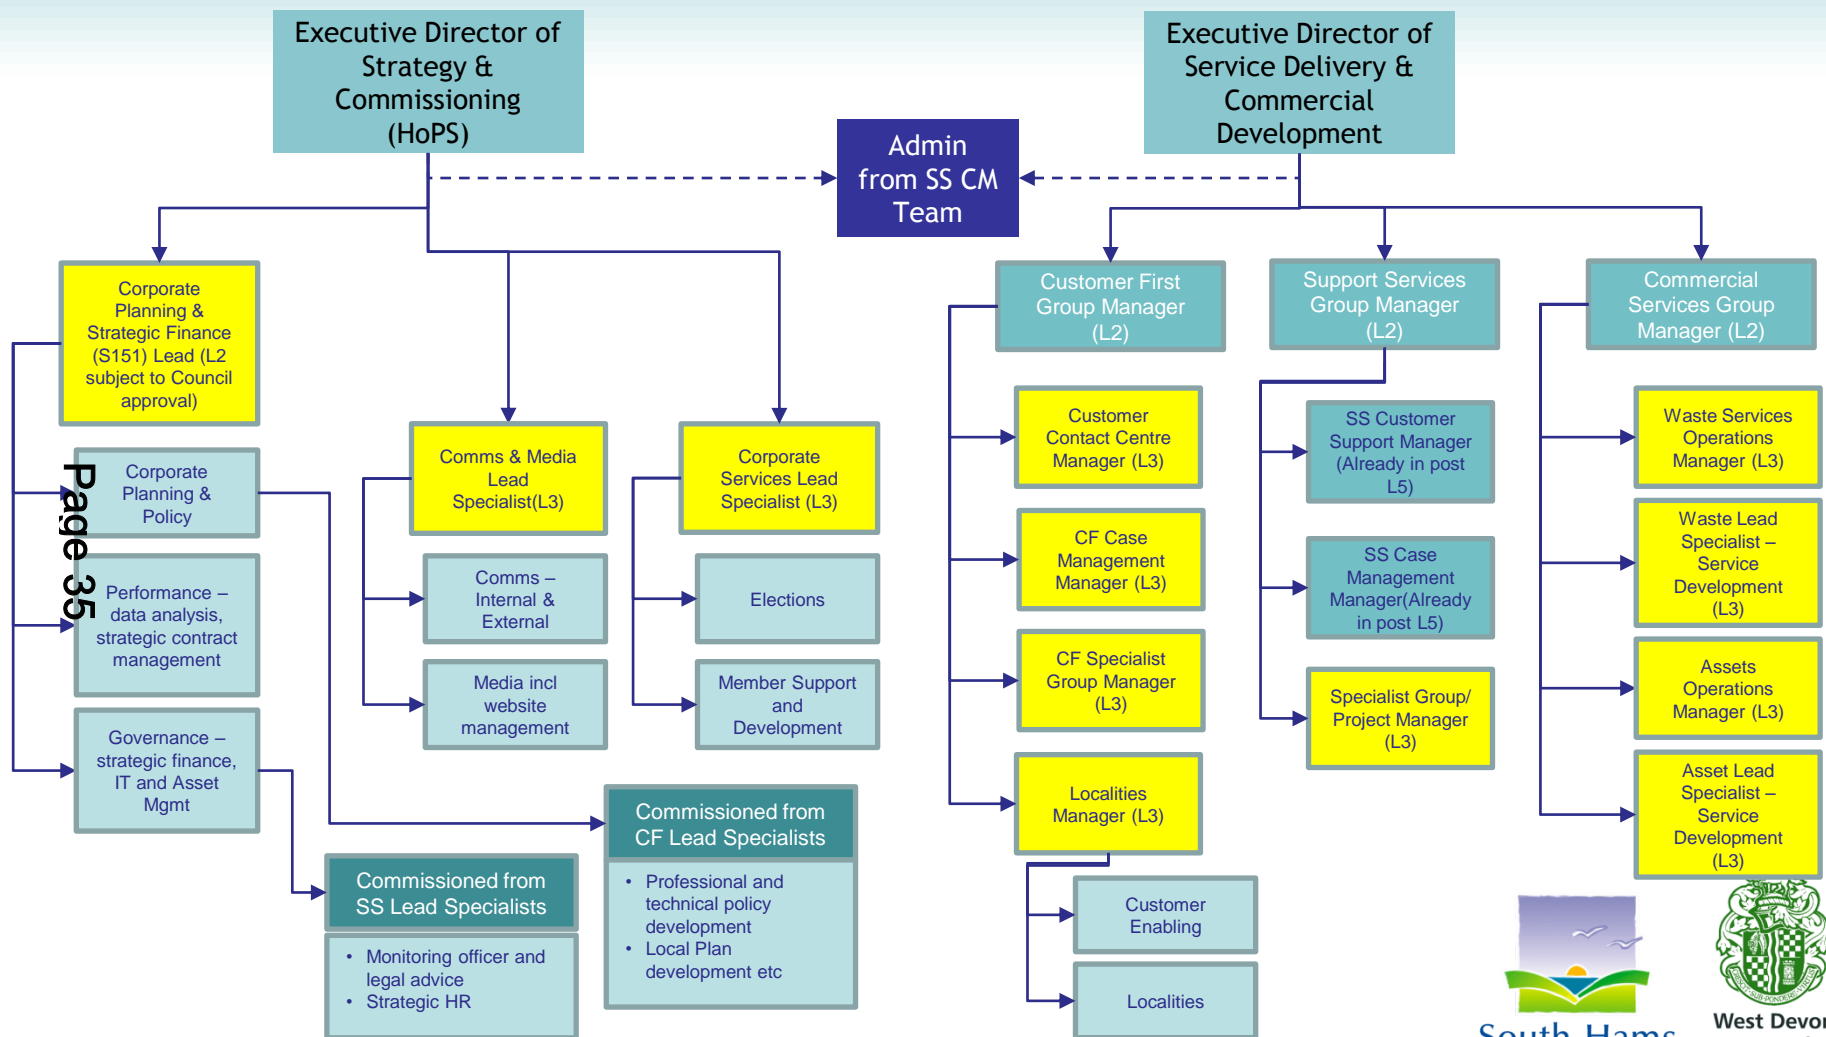 Executive Director of
Strategy &
Commissioning
(HoPS)
Executive Director of
Service Delivery &
Commercial
Development
Admin
from SS CM
Team
Corporate
Planning &
Strategic Finance
(S151) Lead (L2
subject to Council
approval)
Customer First
Group Manager
(L2)
Support Services
Group Manager
(L2)
Commercial
Services Group
Manager (L2)
Corporate
Planning &
Policy
Performance –
data analysis,
strategic contract
management
Governance –
strategic finance,
IT and Asset
Mgmt
Page 35
Comms & Media
Lead
Specialist(L3)
Comms –
Internal &
External
Media incl
website
management
Corporate
Services Lead
Specialist (L3)
Elections
Member Support
and
Development
Commissioned from
SS Lead Specialists
• Monitoring officer and
legal advice
• Strategic HR
Commissioned from
CF Lead Specialists
• Professional and
technical policy
development
• Local Plan
development etc
Customer
Contact Centre
Manager (L3)
CF Case
Management
Manager (L3)
CF Specialist
Group Manager
(L3)
Localities
Manager (L3)
Customer
Enabling
Localities
SS Customer
Support Manager
(Already in post
L5)
SS Case
Management
Manager(Already
in post L5)
Specialist Group/
Project Manager
(L3)
Waste Services
Operations
Manager (L3)
Waste Lead
Specialist –
Service
Development
(L3)
Assets
Operations
Manager (L3)
Asset Lead
Specialist –
Service
Development
(L3)
South Hams
West Devon